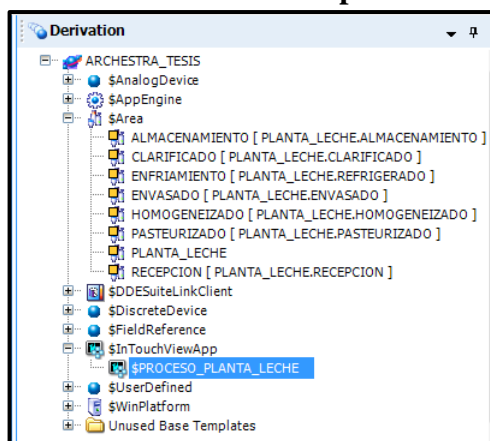 Derivation
ARCHESTRA_TESIS
$AnalogDevice
$AppEngine
$Area
ALMACENAMIENTO [ PLANTA_LECHE.ALMACENAMIENTO ]
CLARIFICADO [ PLANTA_LECHE.CLARIFICADO ]
ENFRIAMIENTO [ PLANTA_LECHE.REFRIGERADO ]
ENVASADO [ PLANTA_LECHE.ENVASADO ]
HOMOGENEIZADO [ PLANTA_LECHE.HOMOGENEIZADO ]
PASTEURIZADO [ PLANTA_LECHE.PASTEURIZADO ]
PLANTA_LECHE
RECEPCION [ PLANTA_LECHE.RECEPCION ]
$DDESuiteLinkClient
$DiscreteDevice
$FieldReference
$InTouchViewApp
$PROCESO_PLANTA_LECHE
$UserDefined
$WinPlatform
Unused Base Templates